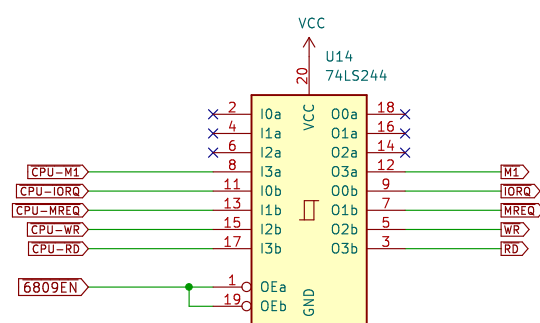 VCC
U14
74LS244
20
VCC
2 I0a O0a 18
4 I1a O1a 16
6 I2a O2a 14
CPU-M1 8 I3a O3a 12 M1
CPU-IORQ 11 I0b O0b 9 IORQ
CPU-MREQ 13 I1b O1b 7 MREQ
CPU-WR 15 I2b O2b 5 WR
CPU-RD 17 I3b O3b 3 RD
6809EN 1 OEa
19 OEb
GND